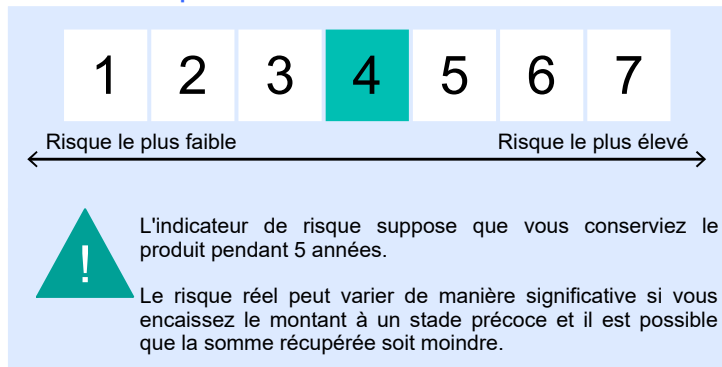 1 2 3 4 5 6 7
Risque le plus faible Risque le plus élevé
!
L'indicateur de risque suppose que vous conserviez le
produit pendant 5 années.
Le risque réel peut varier de manière significative si vous
encaissez le montant à un stade précoce et il est possible
que la somme récupérée soit moindre.